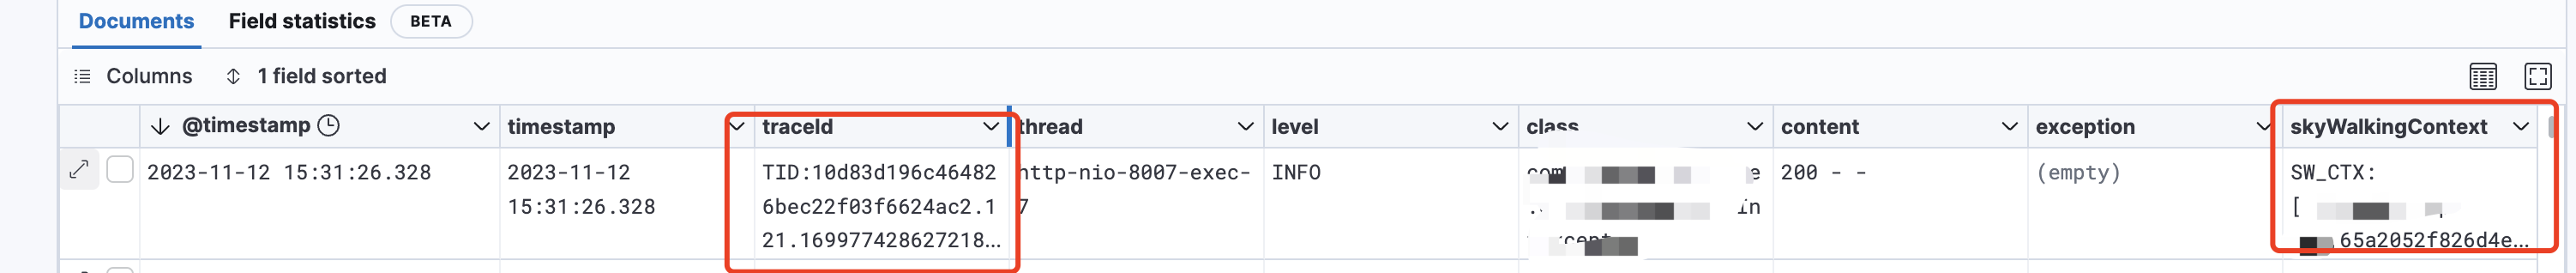 Documents Field statistics BETA
Columns 1 field sorted
@timestamp timestamp traceId thread level class content exception skyWalkingContext
2023-11-12 15:31:26.328 2023-11-12 TID:10d83d196c46482 http-nio-8007-exec- INFO 200 - - (empty) SW_CTX:
15:31:26.328 6bec22f03f6624ac2.1 7 in [
21.169977428627218... 65a2052f826d4e...